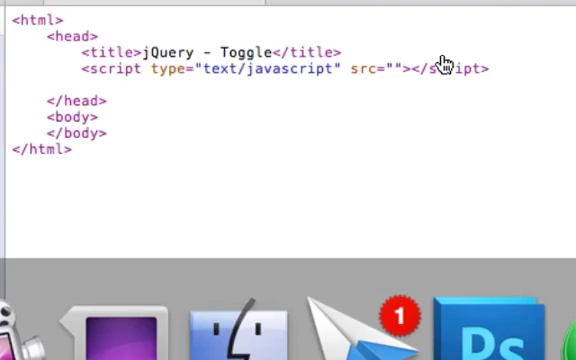 <html>
<head>
<title>jQuery - Toggle</title>
<script type="text/javascript" src=""></script>
</head>
<body>
</body>
</html>
1
Ps